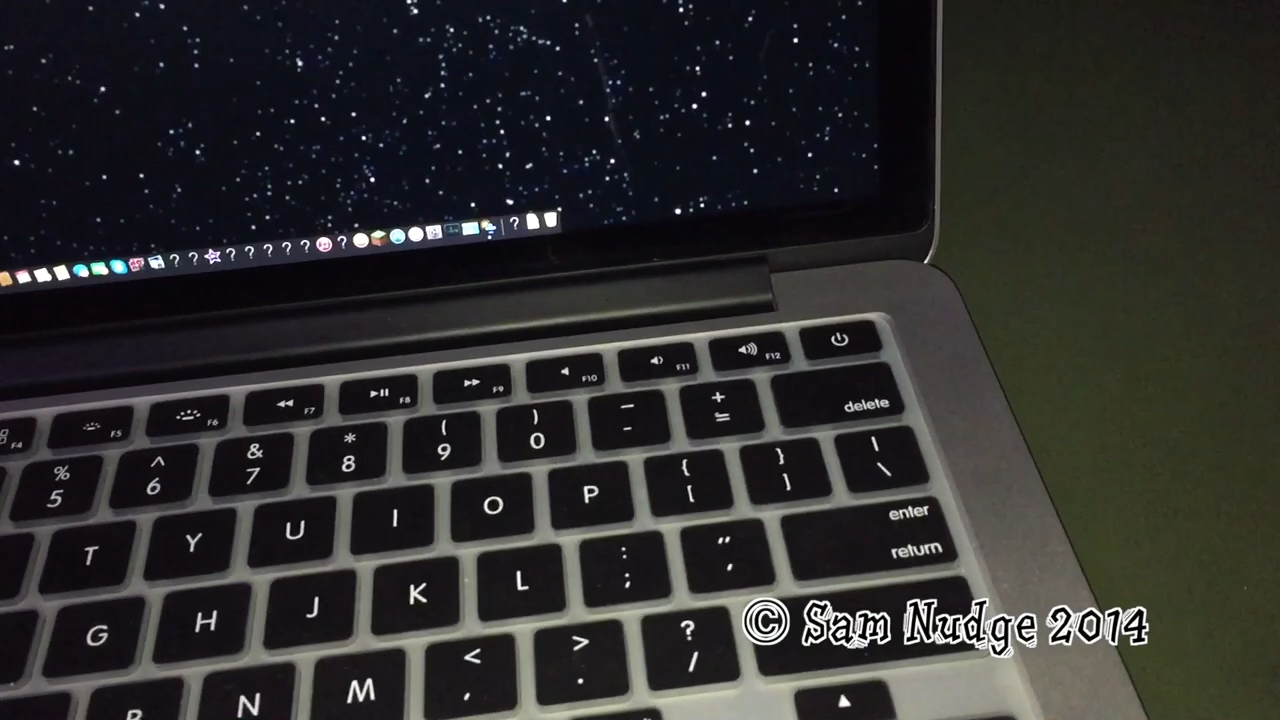 F4 F5 F6 F7 F8 F9 F10 F11 F12
% 5 ^ 6 & 7 * 8 ( 9 ) 0 — - + = delete
T Y U I O P { [ } ] | \
G H J K L : ; " , enter return
B N M < , > . ? /
© Sam Nudge 2014
? ? ? ? ? ? ? ? ?